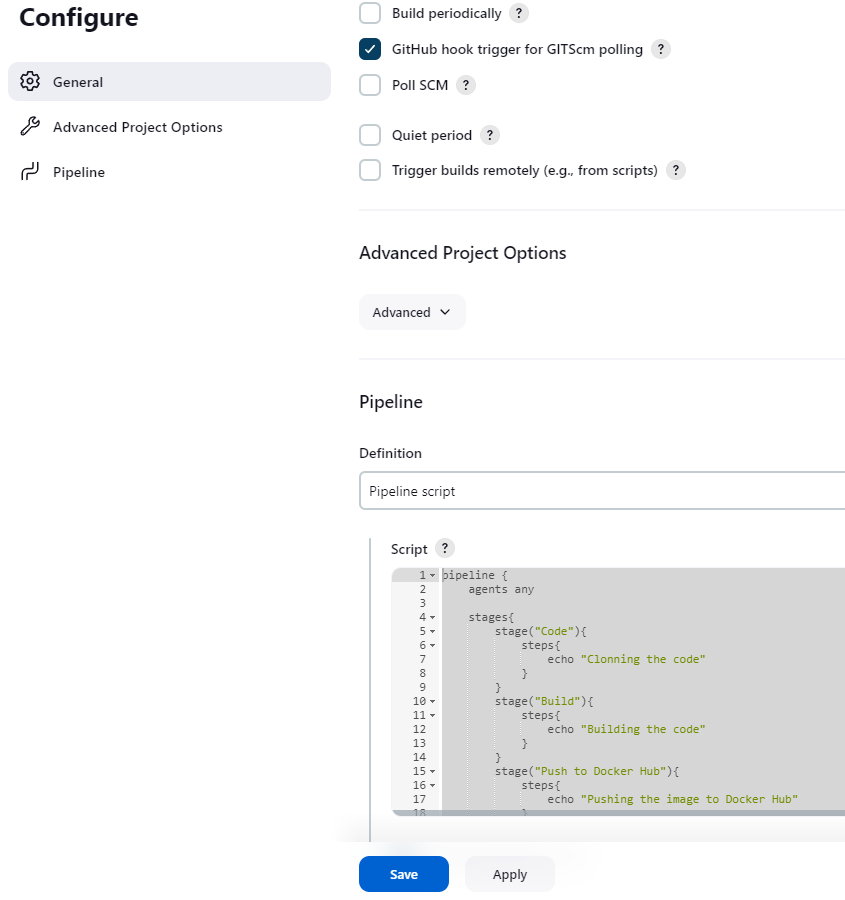 Configure
General
Advanced Project Options
Pipeline
Build periodically ?
GitHub hook trigger for GITScm polling ?
Poll SCM ?
Quiet period ?
Trigger builds remotely (e.g., from scripts) ?
Advanced Project Options
Advanced
Pipeline
Definition
Pipeline script
Script ?
1 pipeline {
2     agents any
3
4     stages{
5         stage("Code"){
6             steps{
7                 echo "Clonning the code"
8             }
9         }
10         stage("Build"){
11             steps{
12                 echo "Building the code"
13             }
14         }
15         stage("Push to Docker Hub"){
16             steps{
17                 echo "Pushing the image to Docker Hub"
18             }
Save
Apply